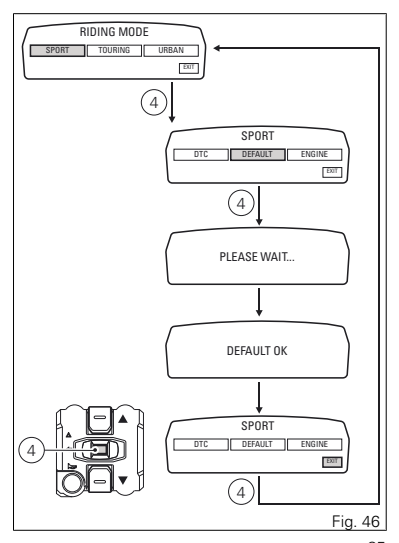 RIDING MODE
SPORT TOURING URBAN
EXIT
4
SPORT
DTC DEFAULT ENGINE
EXIT
4
PLEASE WAIT...
DEFAULT OK
SPORT
DTC DEFAULT ENGINE
EXIT
4
4
Fig. 46